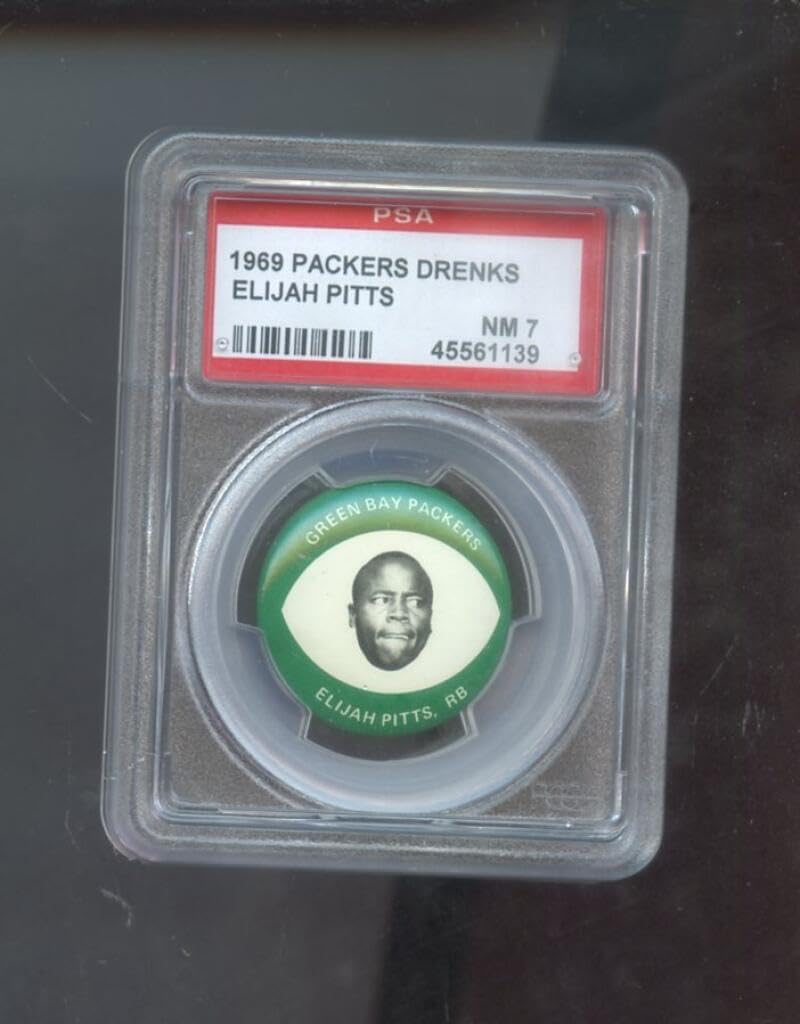 PSA
1969 PACKERS DRENKS
ELIJAH PITTS
NM 7
45561139
GREEN BAY PACKERS
ELIJAH PITTS, RB